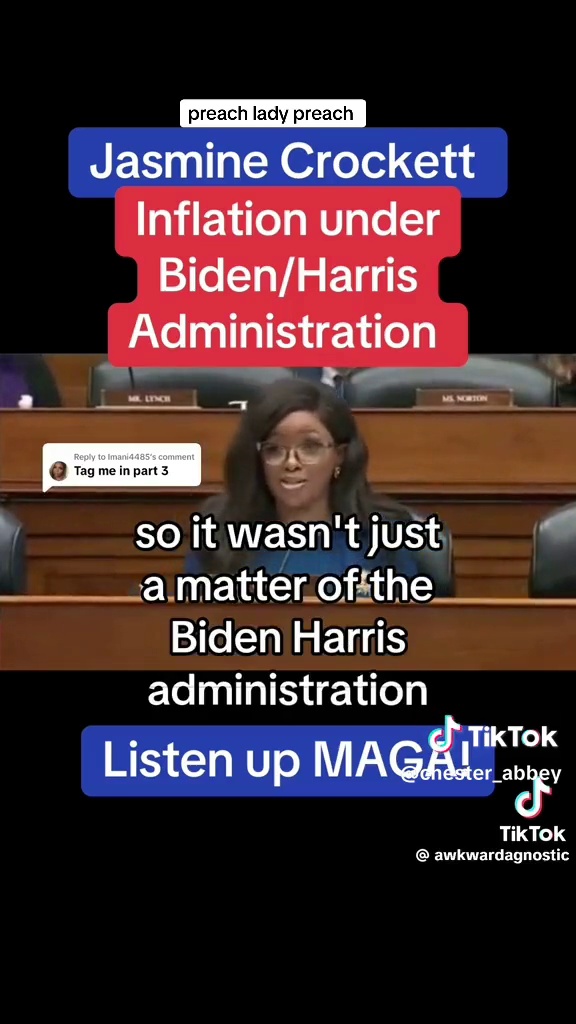 preach lady preach
Jasmine Crockett
Inflation under
Biden/Harris
Administration
MR. LYNCH
MS. NORTON
Reply to Imani4485's comment
Tag me in part 3
so it wasn't just
a matter of the
Biden Harris
administration
Listen up MAGA!
TikTok
@chester_abbey
TikTok
@ awkwardagnostic